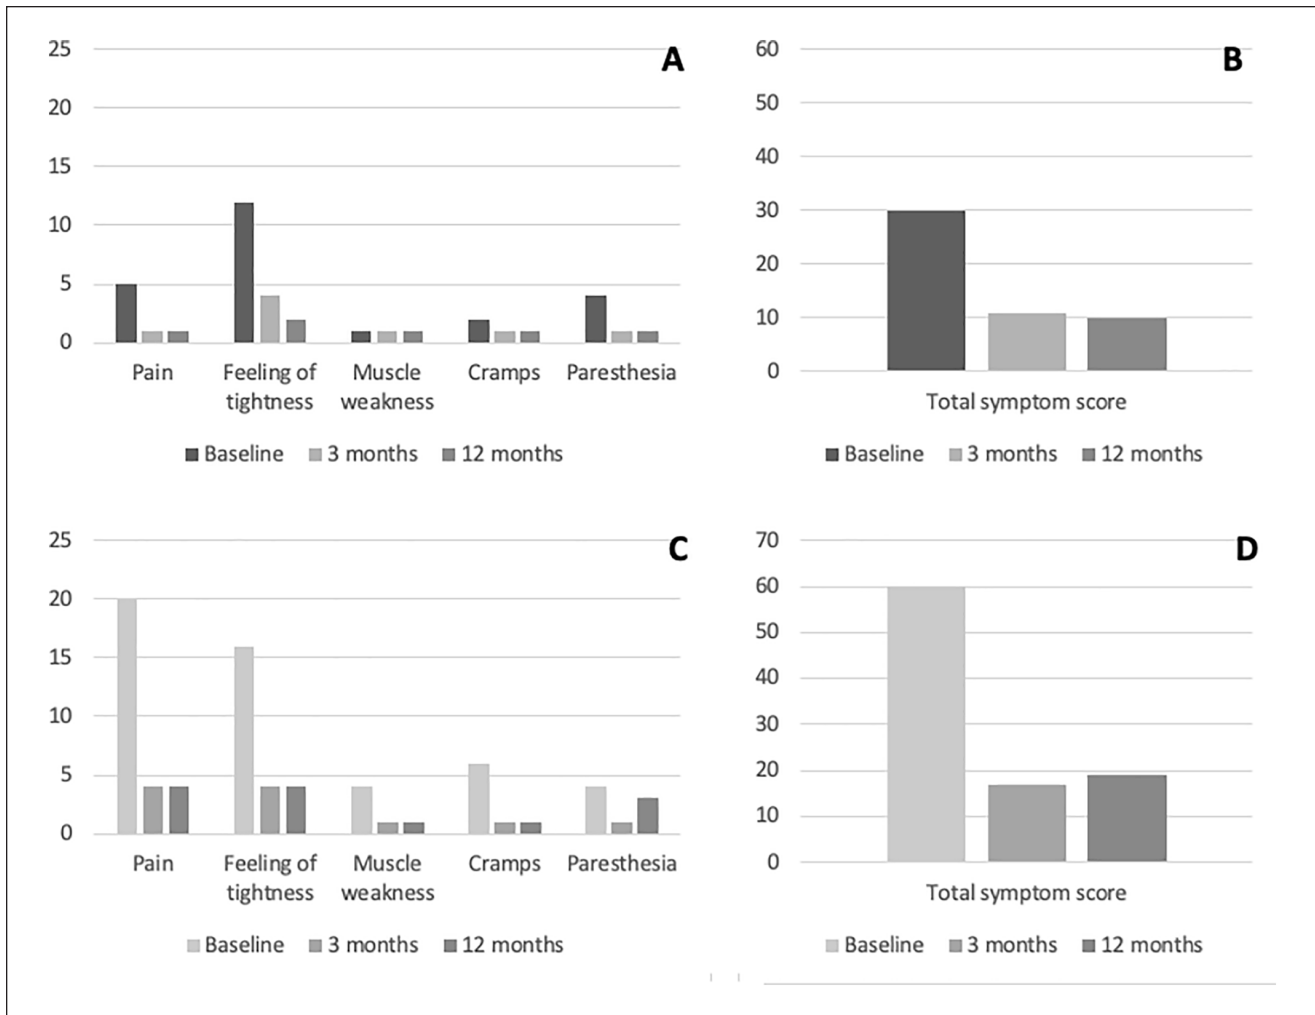 A
25
20
15
10
5
0
Pain
Feeling of
tightness
Muscle
weakness
Cramps
Paresthesia
Baseline 3 months 12 months
B
60
50
40
30
20
10
0
Total symptom score
Baseline 3 months 12 months
C
25
20
15
10
5
0
Pain
Feeling of
tightness
Muscle
weakness
Cramps
Paresthesia
Baseline 3 months 12 months
D
70
60
50
40
30
20
10
0
Total symptom score
Baseline 3 months 12 months